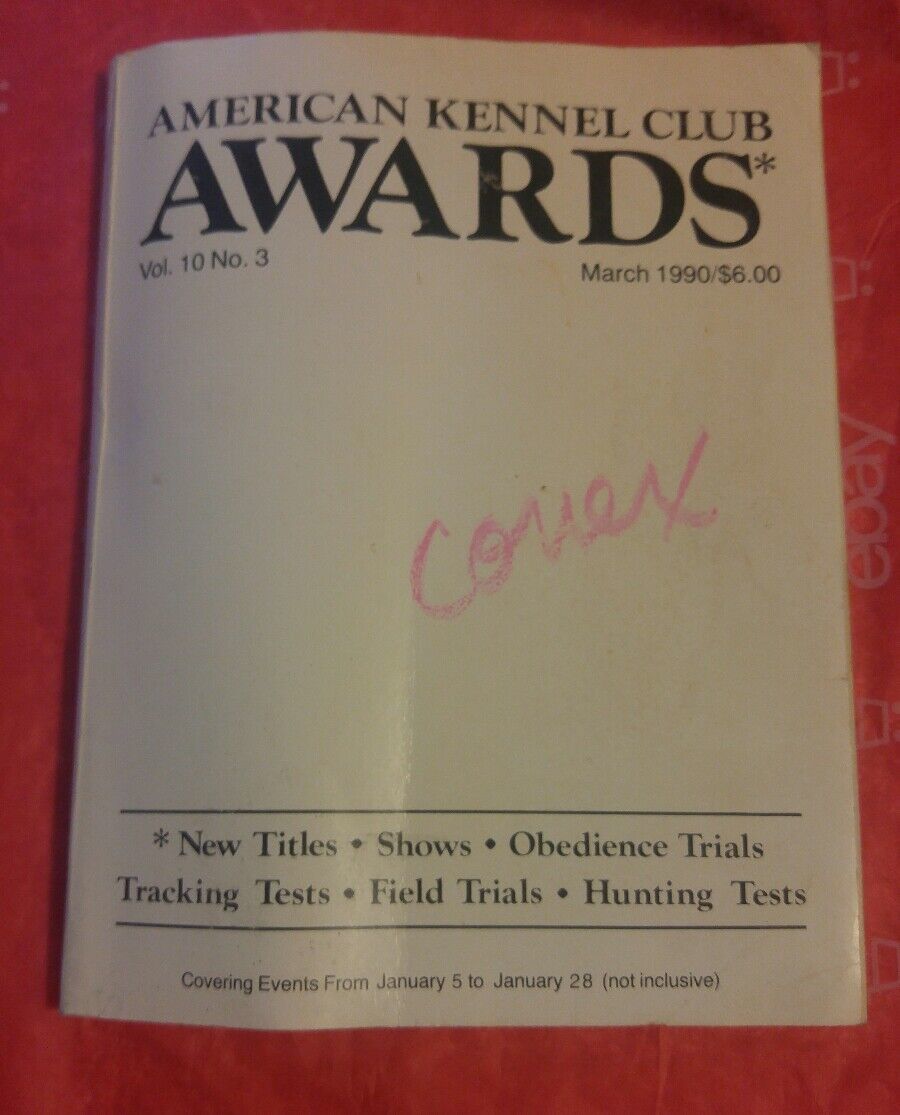 AMERICAN KENNEL CLUB
AWARDS*
Vol. 10 No. 3
March 1990/$6.00
* New Titles • Shows • Obedience Trials
Tracking Tests • Field Trials • Hunting Tests
Covering Events From January 5 to January 28 (not inclusive)
ebay